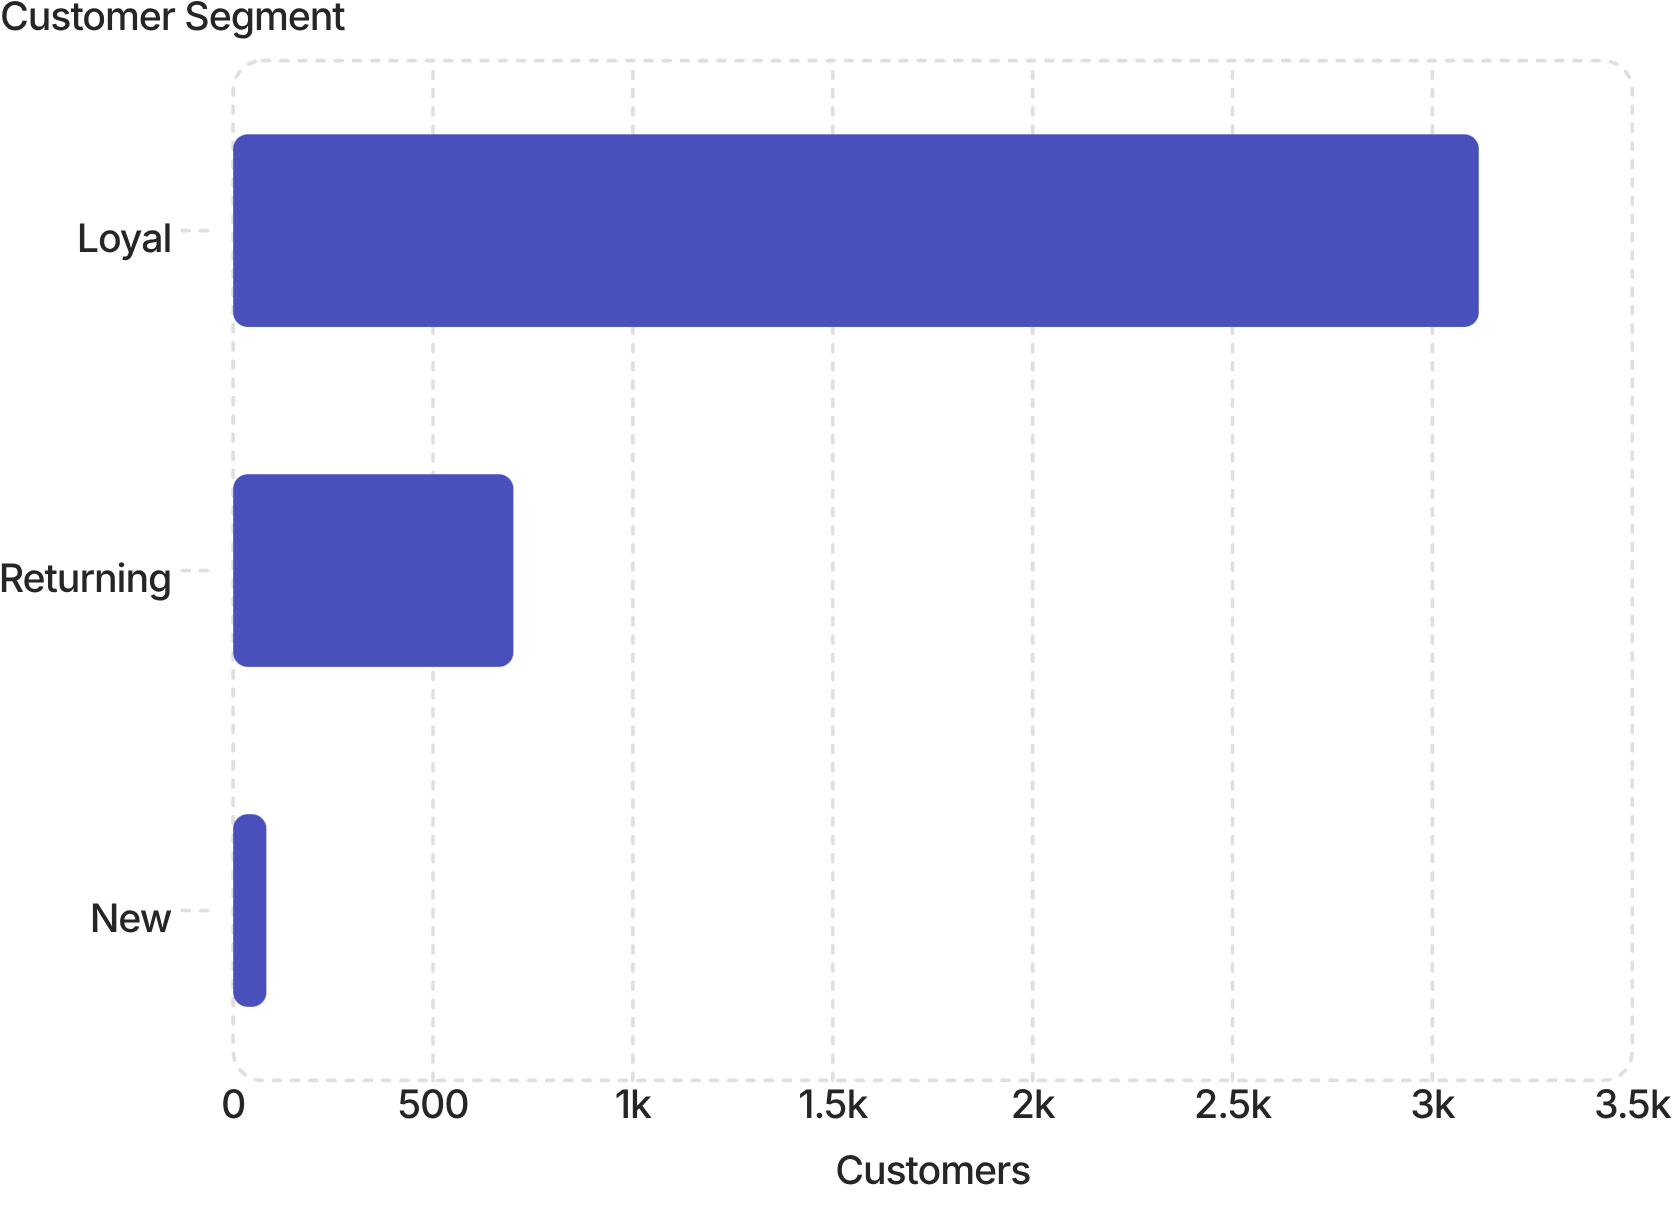 Customer Segment
Loyal
Returning
New
0 500 1k 1.5k 2k 2.5k 3k 3.5k
Customers